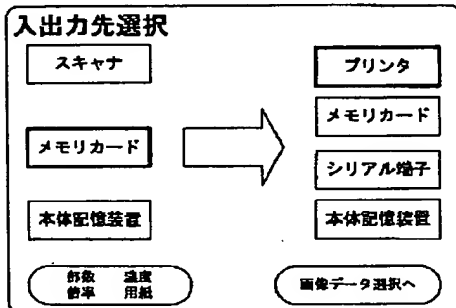 入出力先選択
スキャナ
メモリカード
本体記憶装置
プリンタ
メモリカード
シリアル端子
本体記憶装置
部数 濃度
倍率 用紙
画像データ選択へ